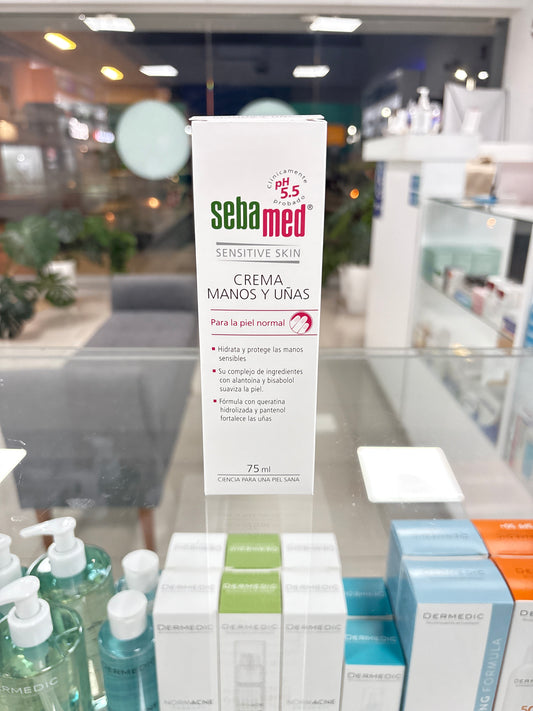 Clinicamente
pH
5.5
probado
sebamed®
SENSITIVE SKIN
CREMA
MANOS Y UÑAS
Para la piel normal
Hidrata y protege las manos
sensibles
Su complejo de ingredientes
con alantoína y bisabolol
suaviza la piel.
Fórmula con queratina
hidrolizada y pantenol
fortalece las uñas
75 ml
CIENCIA PARA UNA PIEL SANA
DERMEDIC
DERMEDIC
DERMEDIC
DERMEDIC
DERMEDIC
DERMEDIC
NORMACNE
NORMACNE